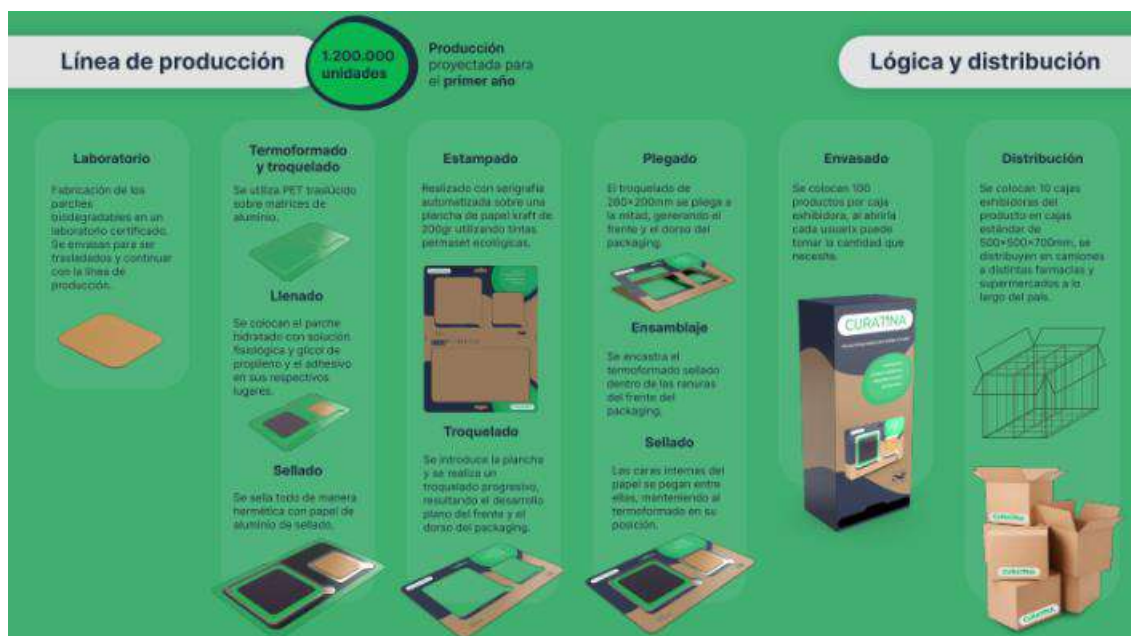 Línea de producción
1.200.000
unidades
Producción
proyectada para
el primer año
Lógica y distribución
Laboratorio
Fabricación de los
parches
biodegradables en un
laboratorio certificado.
Se envasan para ser
trasladados y continuar
con la línea de
producción.
Termoformado
y troquelado
Se utiliza PET traslúcido
sobre matrices de
aluminio.
Llenado
Se colocan el parche
hidratado con solución
fisiológica y glicol de
propileno y el adhesivo
en sus respectivos
lugares.
Sellado
Se sella todo de manera
hermética con papel de
aluminio de sellado.
Estampado
Realizado con serigrafía
automatizada sobre una
plancha de papel kraft de
200gr utilizando tintas
permaset ecológicas.
Troquelado
Se introduce la plancha
y se realiza un
troquelado progresivo,
resultando el desarrollo
plano del frente y el
dorso del packaging.
Plegado
El troquelado de
260x200mm se pliega a
la mitad, generando el
frente y el dorso del
packaging.
Ensamblaje
Se encastra el
termoformado sellado
dentro de las ranuras
del frente del
packaging.
Sellado
Las caras internas del
papel se pegan entre
ellas, manteniendo al
termoformado en su
posición.
Envasado
Se colocan 100
productos por caja
exhibidora, al abrirla
cada usuarix puede
tomar la cantidad que
necesite.
CURATINA
Distribución
Se colocan 10 cajas
exhibidoras del
producto en cajas
estándar de
500x500x700mm, se
distribuyen en camiones
a distintas farmacias y
supermercados a lo
largo del país.
CURATINA
CURATINA
CURATINA